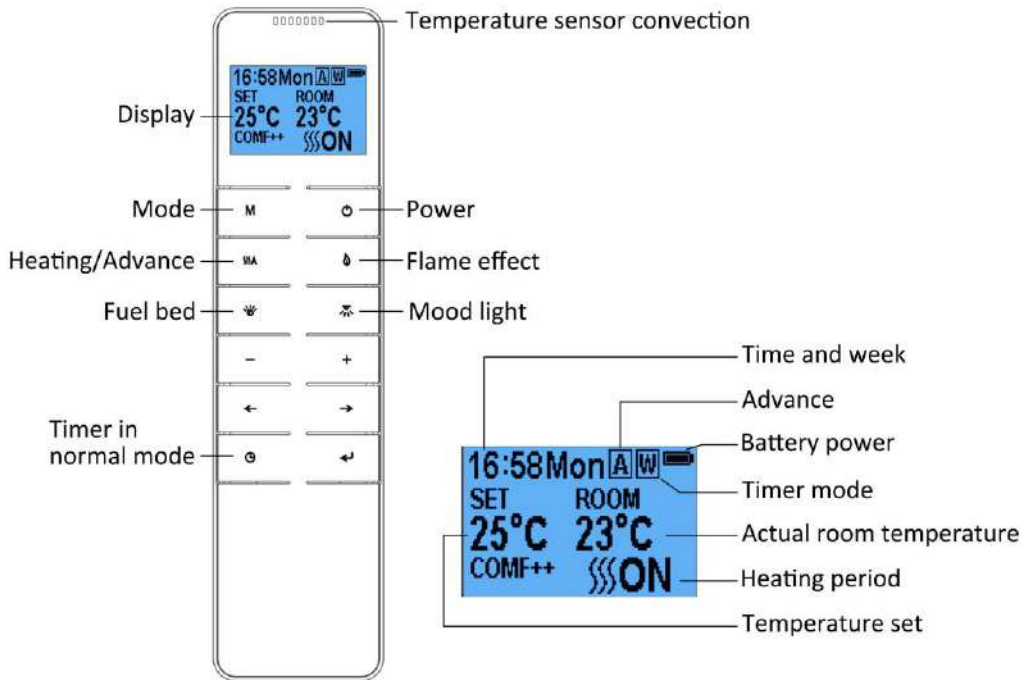 Temperature sensor convection
16:58Mon A W
SET ROOM
25°C 23°C
COMF++ ON
Display
Mode
M
Power
Heating/Advance
A
Flame effect
Fuel bed
Mood light
- +
← →
Timer in
normal mode
↵
Time and week
Advance
Battery power
16:58Mon A W
Timer mode
SET ROOM
25°C 23°C
Actual room temperature
COMF++ ON
Heating period
Temperature set